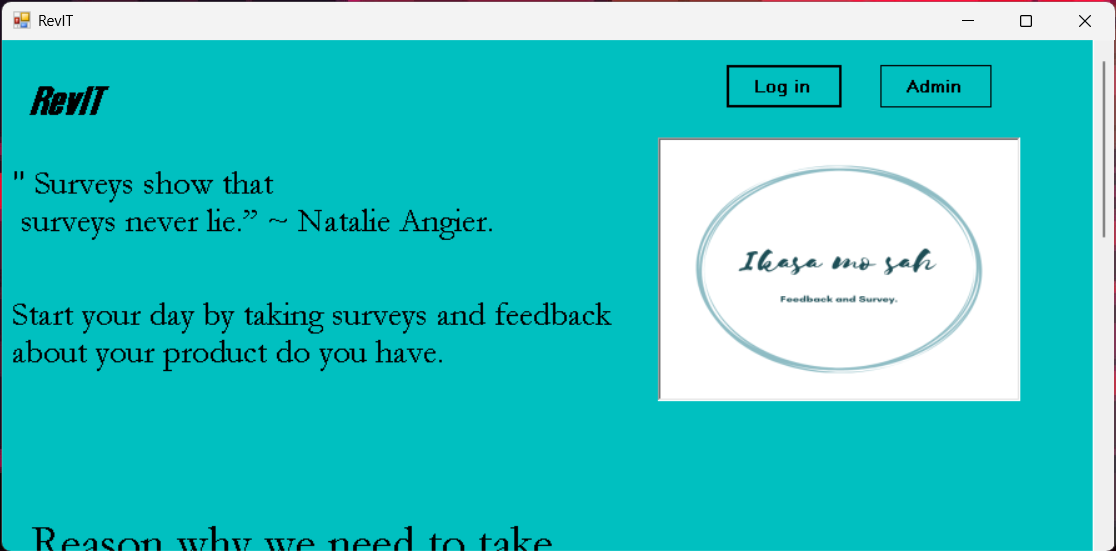 RevIT
RevIT
Log in
Admin
" Surveys show that
surveys never lie.” ~ Natalie Angier.
Ikasa mo sah
Feedback and Survey.
Start your day by taking surveys and feedback
about your product do you have.
Reason why we need to take